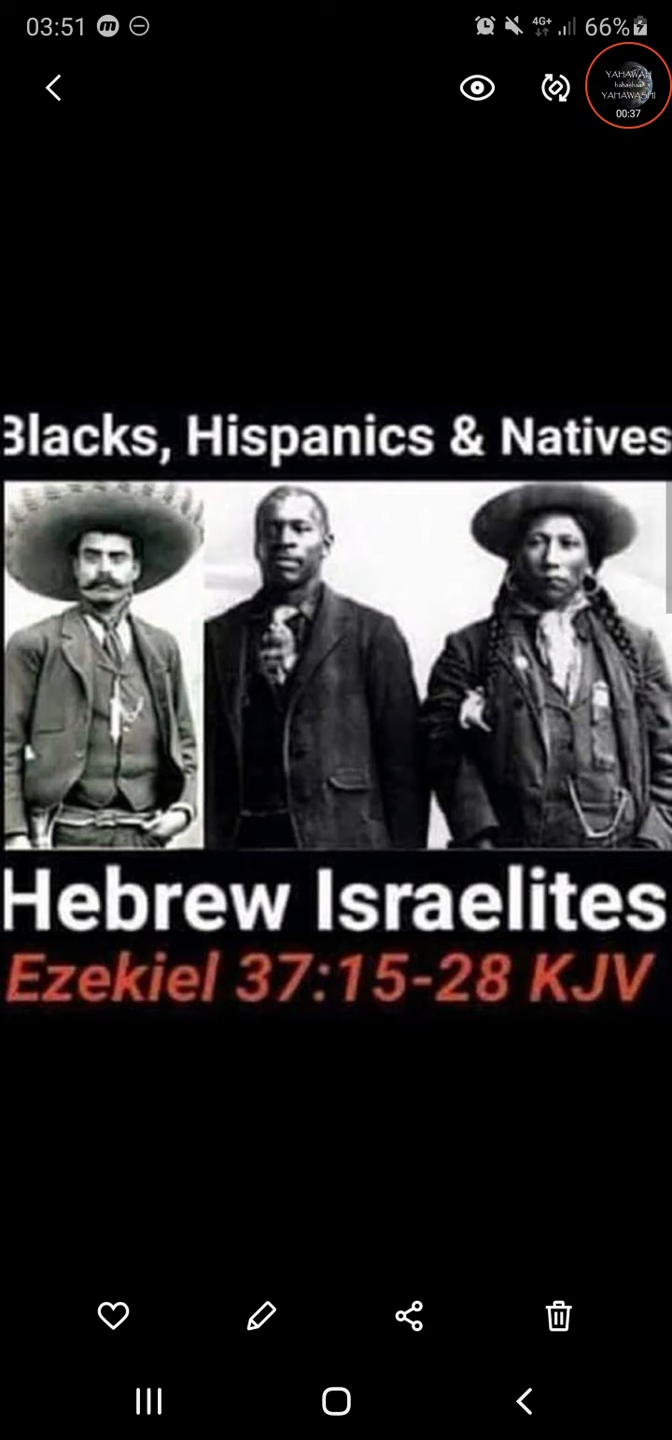 03:51
4G+ 66%
YAHAWAH
YAHAWASHI
00:37
Blacks, Hispanics & Natives
Hebrew Israelites
Ezekiel 37:15-28 KJV